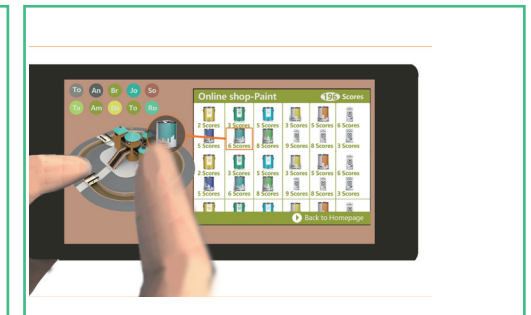 To An Br Jo So
Am To
Online shop-Paint 196 Scores
2 Scores 3 Scores 5 Scores 3 Scores 5 Scores 6 Scores
5 Scores 6 Scores 8 Scores 9 Scores 8 Scores 3 Scores
2 Scores 3 Scores 5 Scores 3 Scores 5 Scores 6 Scores
5 Scores 6 Scores 8 Scores 9 Scores 8 Scores 3 Scores
Back to Homepage